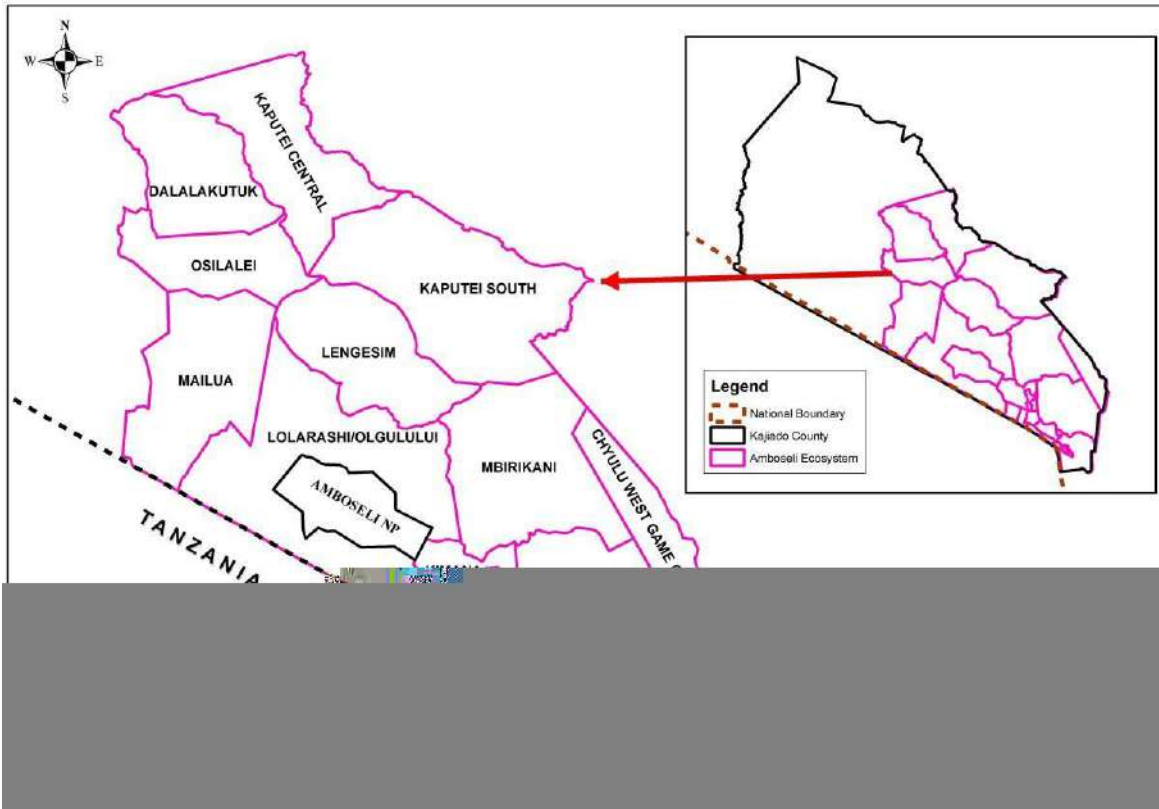 N
W E
S
KAPUTEI CENTRAL
DALALAKUTUK
OSILALEI
KAPUTEI SOUTH
LENGESIM
MAILUA
LOLARASHI/OLGULULUI
MBIRIKANI
CHYULU WEST GAME
AMBOSELI NP
TANZANIA
Legend
National Boundary
Kajiado County
Amboseli Ecosystem